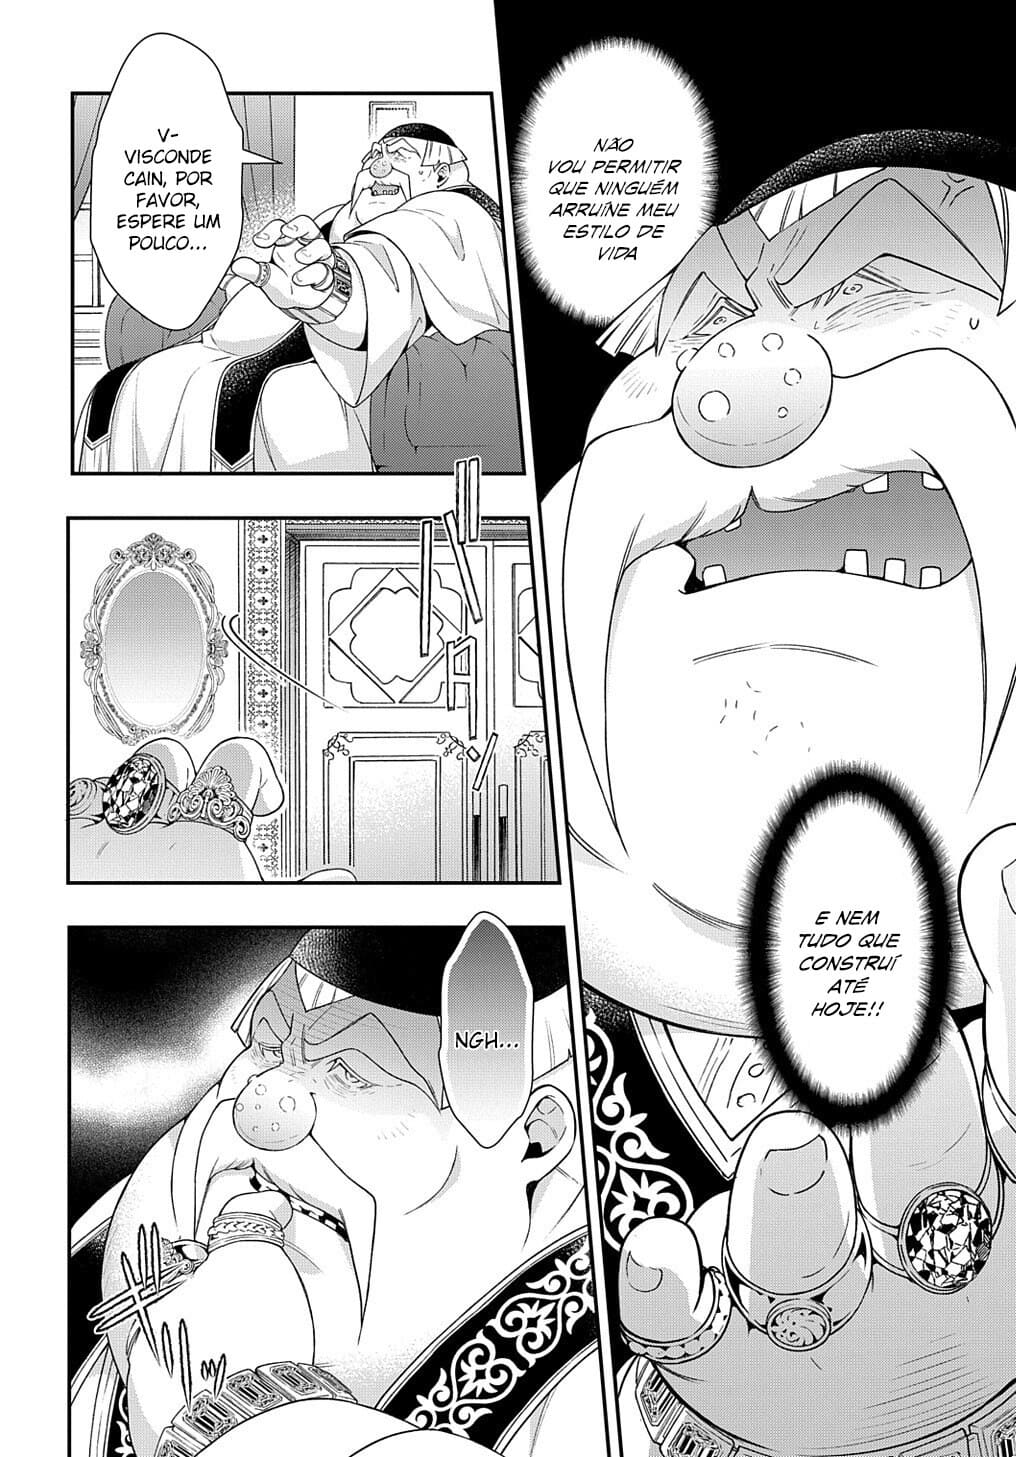 V-
VISCONDE
CAIN, POR
FAVOR,
ESPERE UM
POUCO...
NGH...
NÃO
VOU PERMITIR
QUE NINGUÉM
ARRUÍNE MEU
ESTILO DE
VIDA
E NEM
TUDO QUE
CONSTRUÍ
ATÉ
HOJE!!